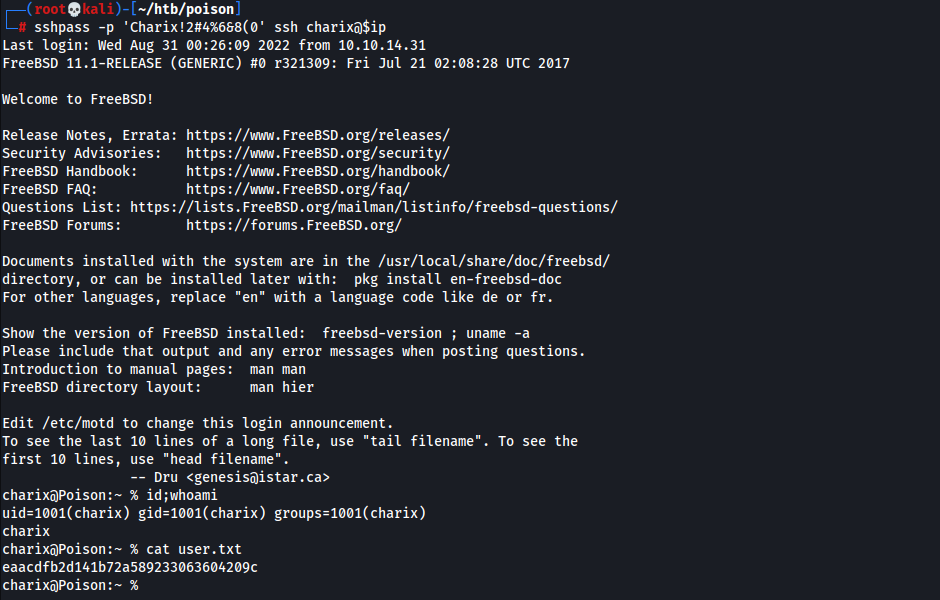 ┌──(root💀kali)-[~/htb/poison]
└─# sshpass -p 'Charix!2#4%6&8(0' ssh charix@$ip
Last login: Wed Aug 31 00:26:09 2022 from 10.10.14.31
FreeBSD 11.1-RELEASE (GENERIC) #0 r321309: Fri Jul 21 02:08:28 UTC 2017

Welcome to FreeBSD!

Release Notes, Errata: https://www.FreeBSD.org/releases/
Security Advisories:   https://www.FreeBSD.org/security/
FreeBSD Handbook:      https://www.FreeBSD.org/handbook/
FreeBSD FAQ:           https://www.FreeBSD.org/faq/
Questions List: https://lists.FreeBSD.org/mailman/listinfo/freebsd-questions/
FreeBSD Forums:        https://forums.FreeBSD.org/

Documents installed with the system are in the /usr/local/share/doc/freebsd/
directory, or can be installed later with:  pkg install en-freebsd-doc
For other languages, replace "en" with a language code like de or fr.

Show the version of FreeBSD installed:  freebsd-version ; uname -a
Please include that output and any error messages when posting questions.
Introduction to manual pages:  man man
FreeBSD directory layout:      man hier

Edit /etc/motd to change this login announcement.
To see the last 10 lines of a long file, use "tail filename". To see the
first 10 lines, use "head filename".
               -- Dru <genesis@istar.ca>
charix@Poison:~ % id;whoami
uid=1001(charix) gid=1001(charix) groups=1001(charix)
charix
charix@Poison:~ % cat user.txt
eaacdfb2d141b72a589233063604209c
charix@Poison:~ %